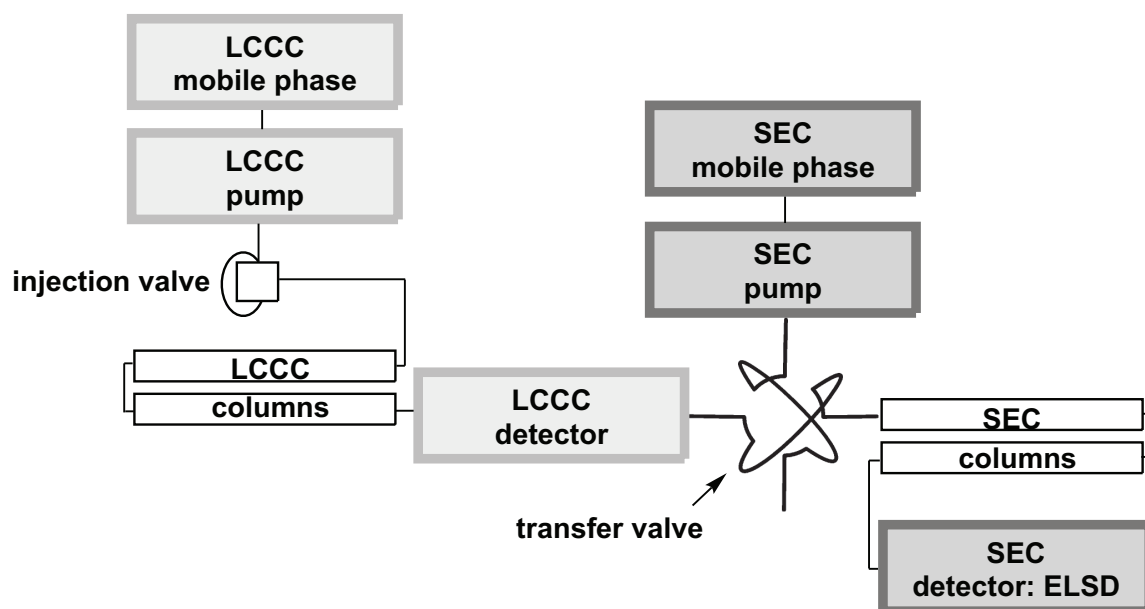 LCCC
mobile phase
LCCC
pump
injection valve
LCCC
columns
LCCC
detector
SEC
mobile phase
SEC
pump
transfer valve
SEC
columns
SEC
detector: ELSD